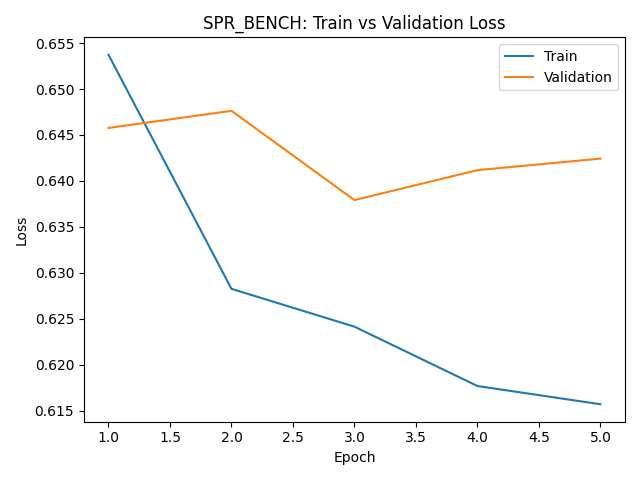 SPR_BENCH: Train vs Validation Loss
Train
Validation
Loss
0.655
0.650
0.645
0.640
0.635
0.630
0.625
0.620
0.615
1.0 1.5 2.0 2.5 3.0 3.5 4.0 4.5 5.0
Epoch